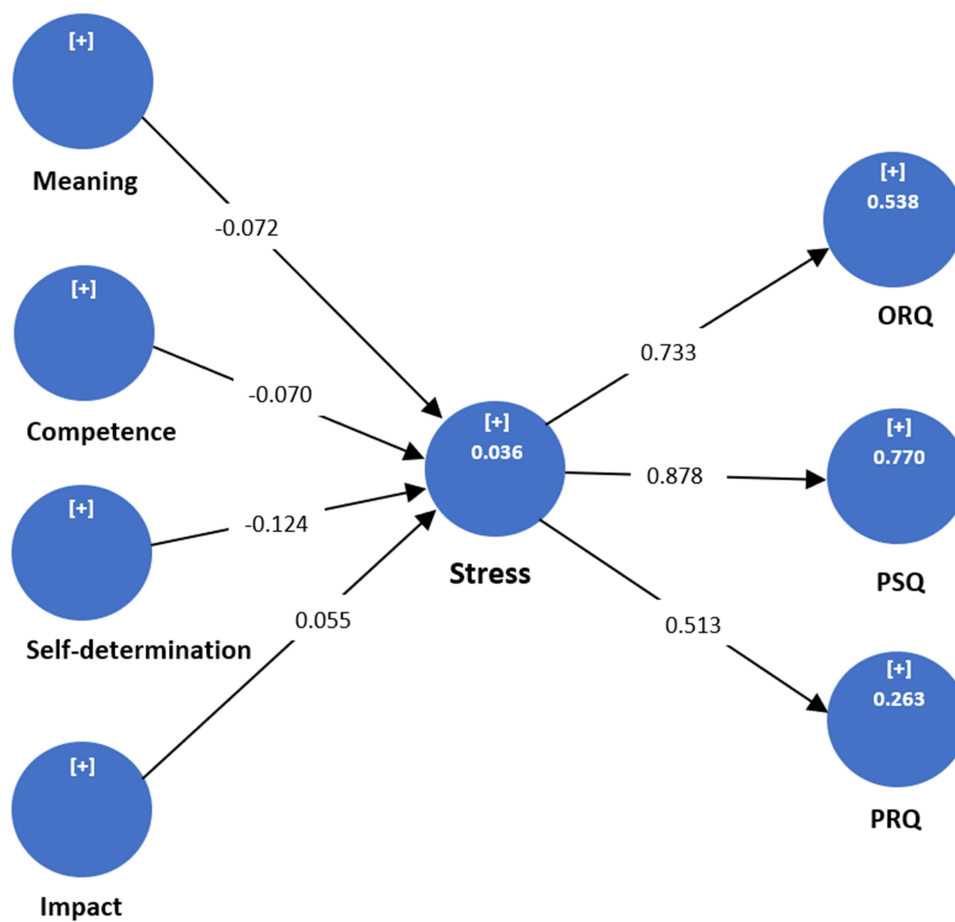 [+]
Meaning
-0.072
[+]
Competence
-0.070
[+]
Self-determination
-0.124
[+]
Impact
0.055
[+]
0.036
Stress
0.733
[+]
0.538
ORQ
0.878
[+]
0.770
PSQ
0.513
[+]
0.263
PRQ